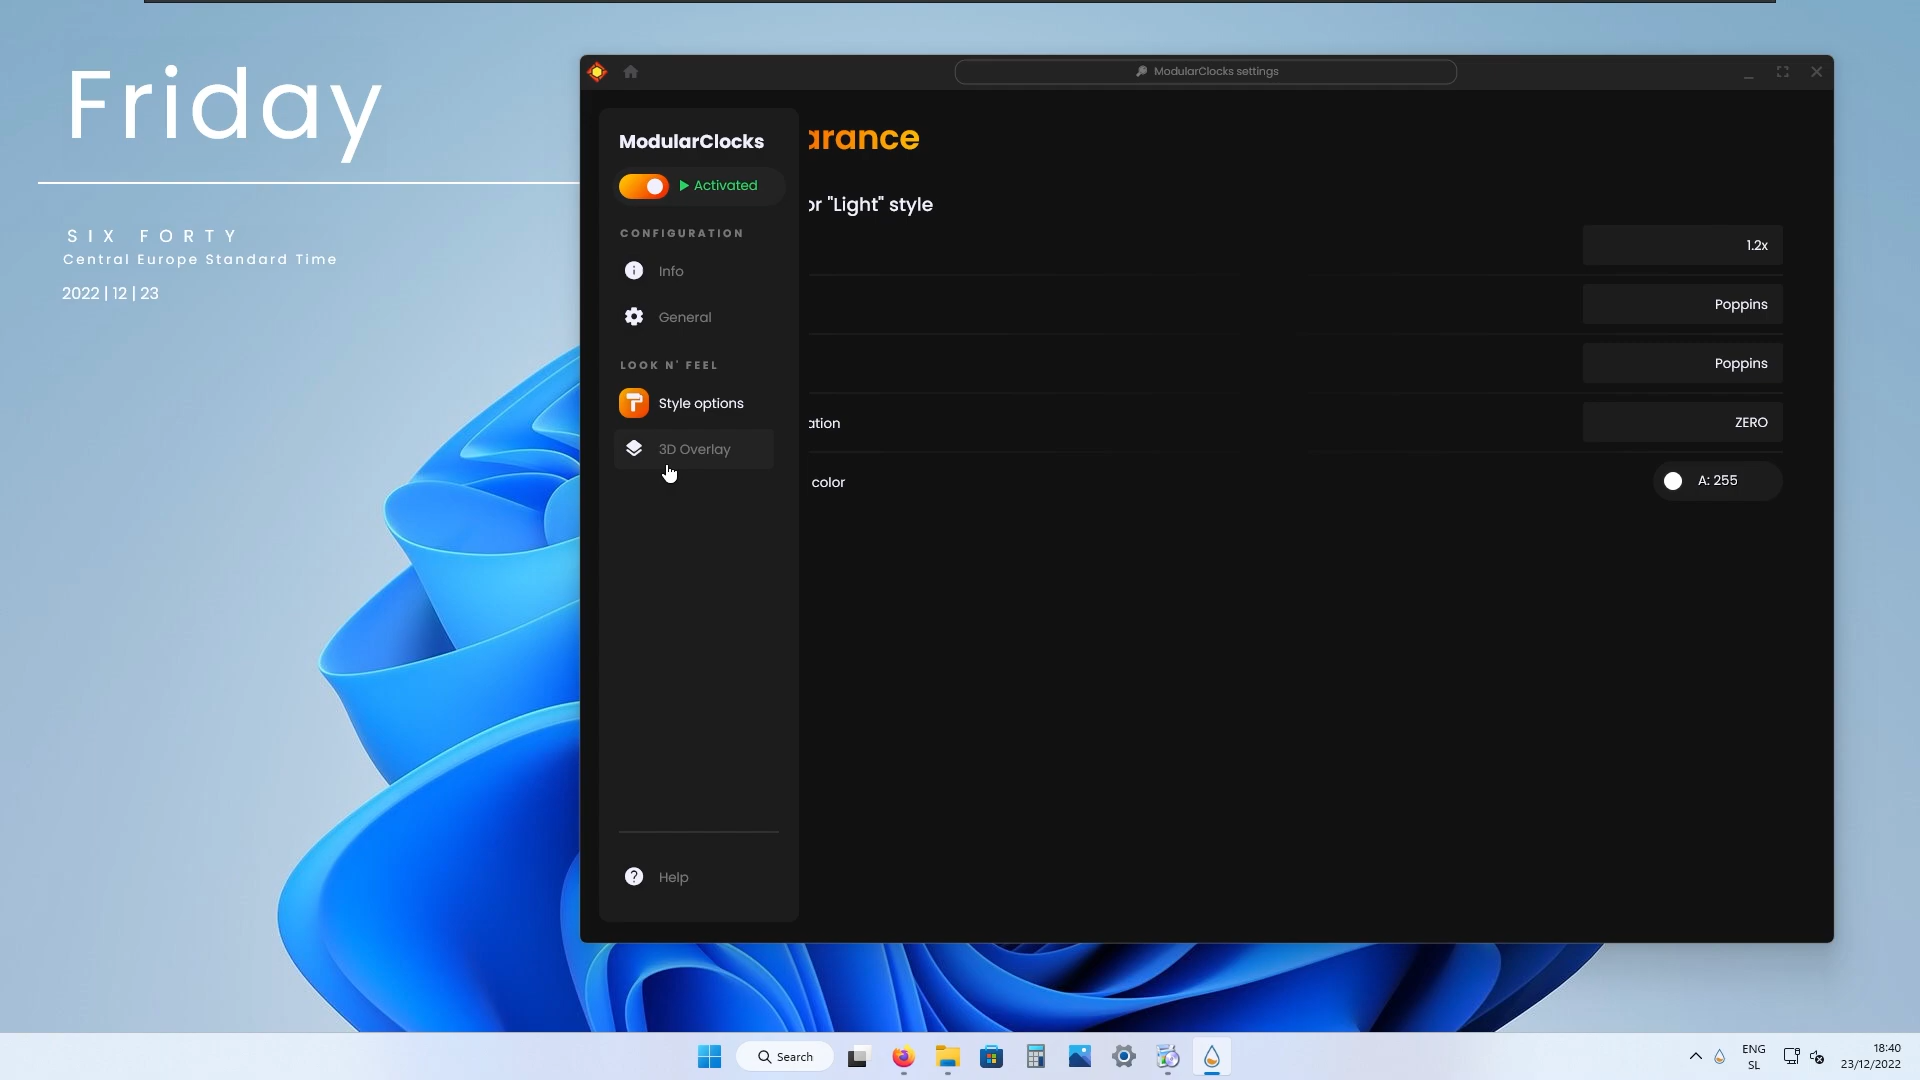 Friday
SIX FORTY
Central Europe Standard Time
2022 | 12 | 23
ModularClocks settings
ModularClocks
Activated
CONFIGURATION
Info
General
LOOK N' FEEL
Style options
3D Overlay
Help
arance
or "Light" style
1.2x
Poppins
Poppins
ation
ZERO
color
A: 255
Search
ENG
SL
18:40
23/12/2022